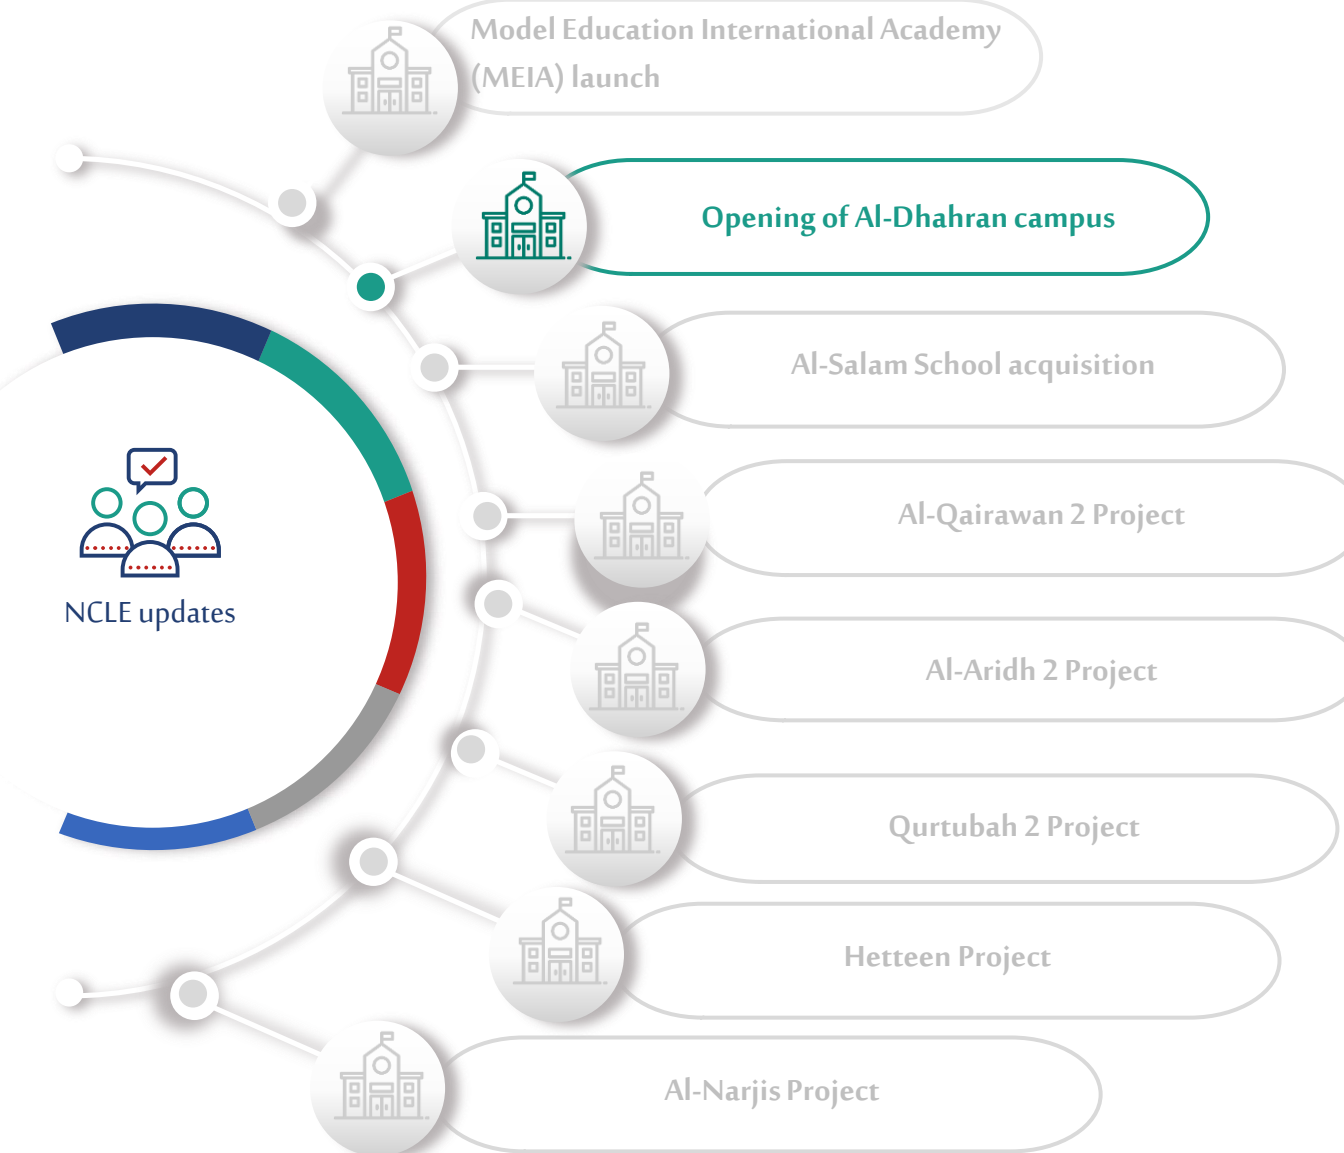 Model Education International Academy
(MEIA) launch
Opening of Al-Dhahran campus
Al-Salam School acquisition
Al-Qairawan 2 Project
NCLE updates
Al-Aridh 2 Project
Qurtubah 2 Project
Hetteen Project
Al-Narjis Project